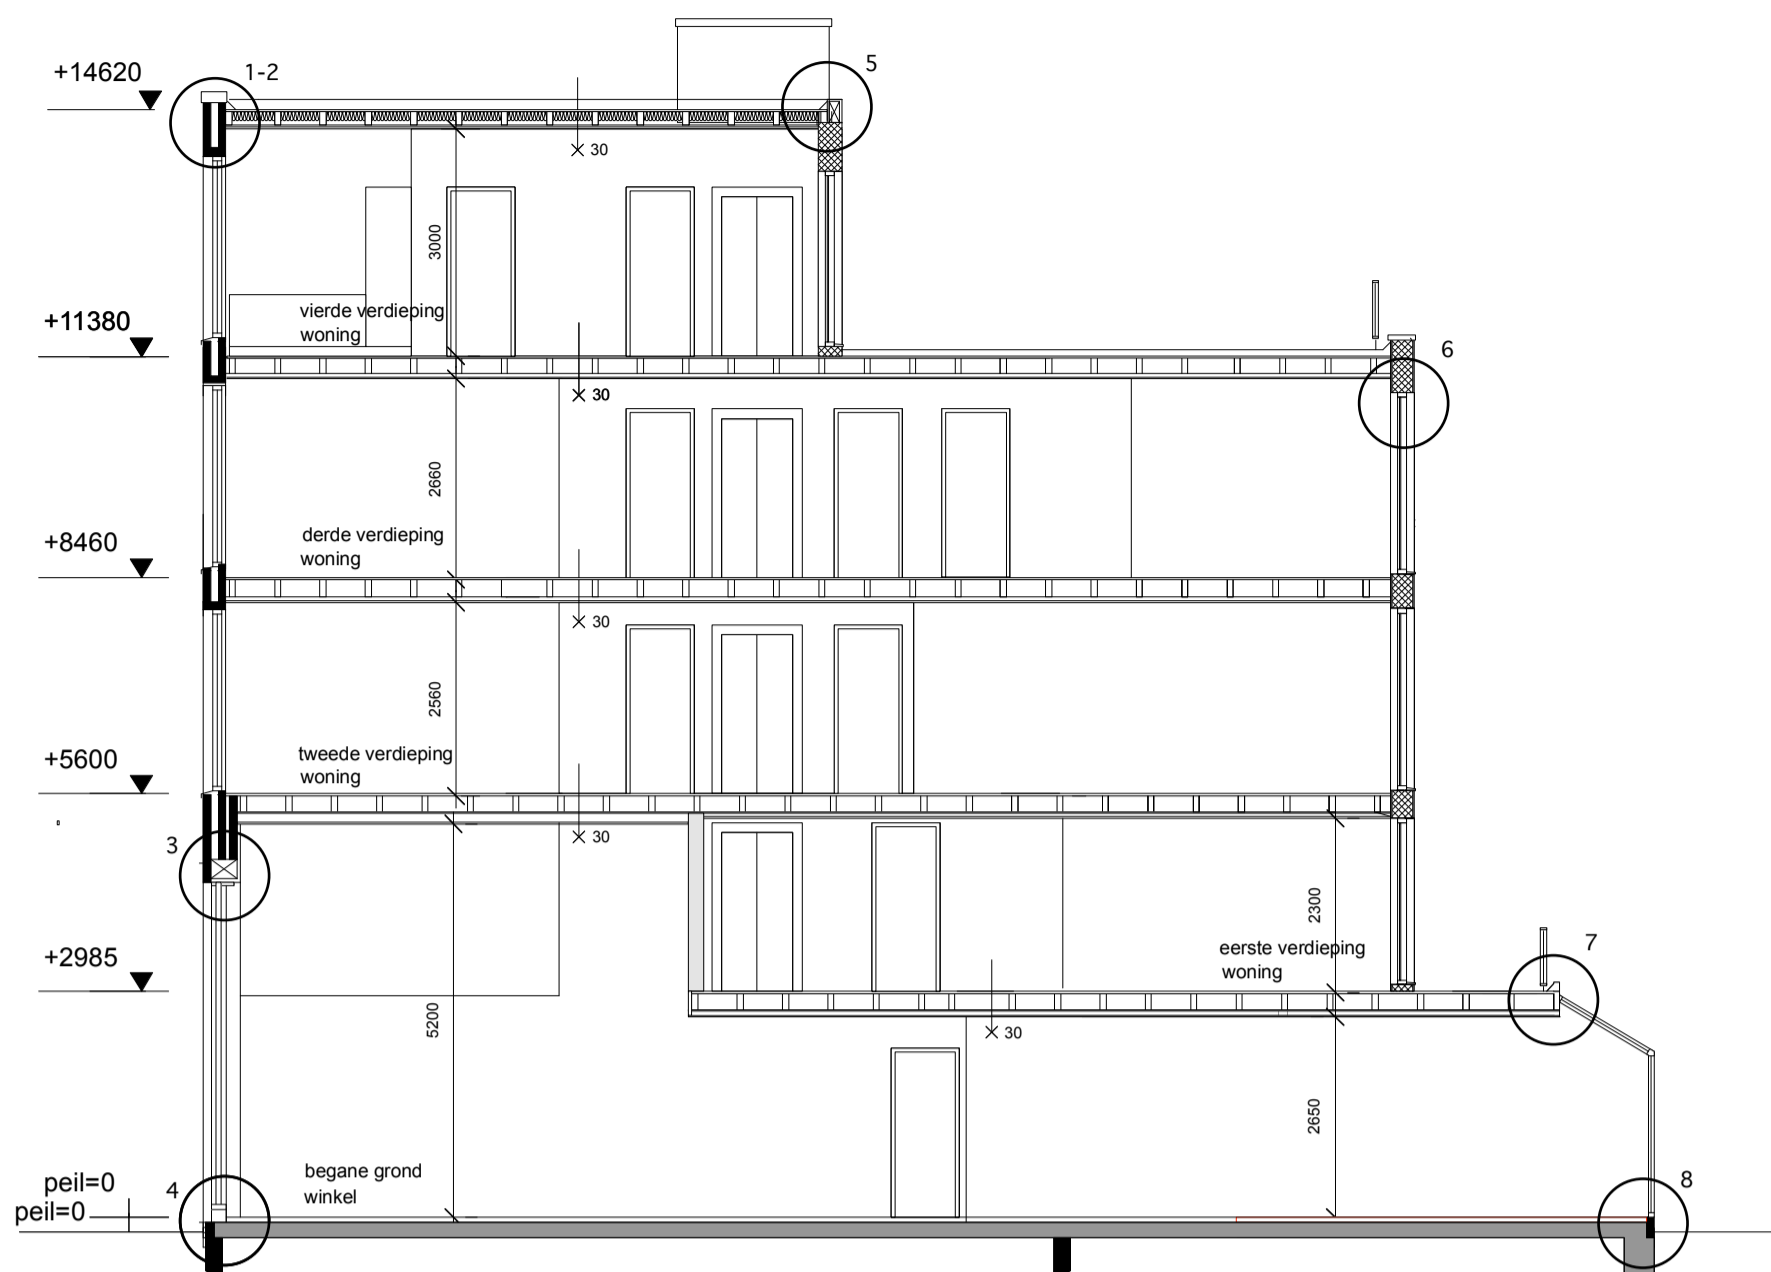 +14620
1-2
5
30
3000
vierde verdieping
woning
+11380
6
30
2660
derde verdieping
woning
+8460
30
2560
tweede verdieping
woning
+5600
3
30
2300
eerste verdieping
woning
+2985
7
5200
30
2650
begane grond
winkel
peil=0
peil=0
4
8